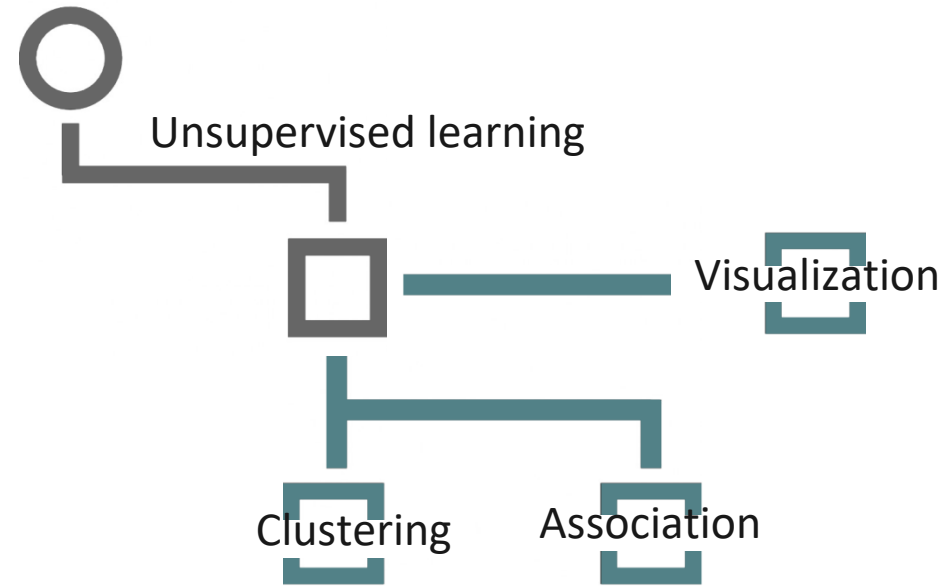 Unsupervised learning
Visualization
Clustering
Association